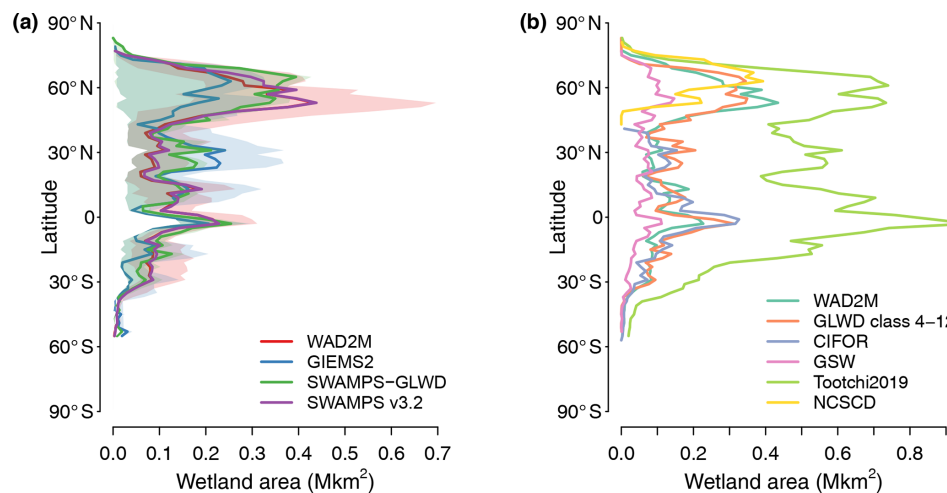 (a)
90°N
60°N
30°N
0
30°S
60°S
90°S
Latitude
WAD2M
GIEMS2
SWAMPS−GLWD
SWAMPS v3.2
0.0 0.1 0.2 0.3 0.4 0.5 0.6 0.7
Wetland area (Mkm²)
(b)
90°N
60°N
30°N
0
30°S
60°S
90°S
Latitude
WAD2M
GLWD class 4−12
CIFOR
GSW
Tootchi2019
NCSCD
0.0 0.2 0.4 0.6 0.8
Wetland area (Mkm²)